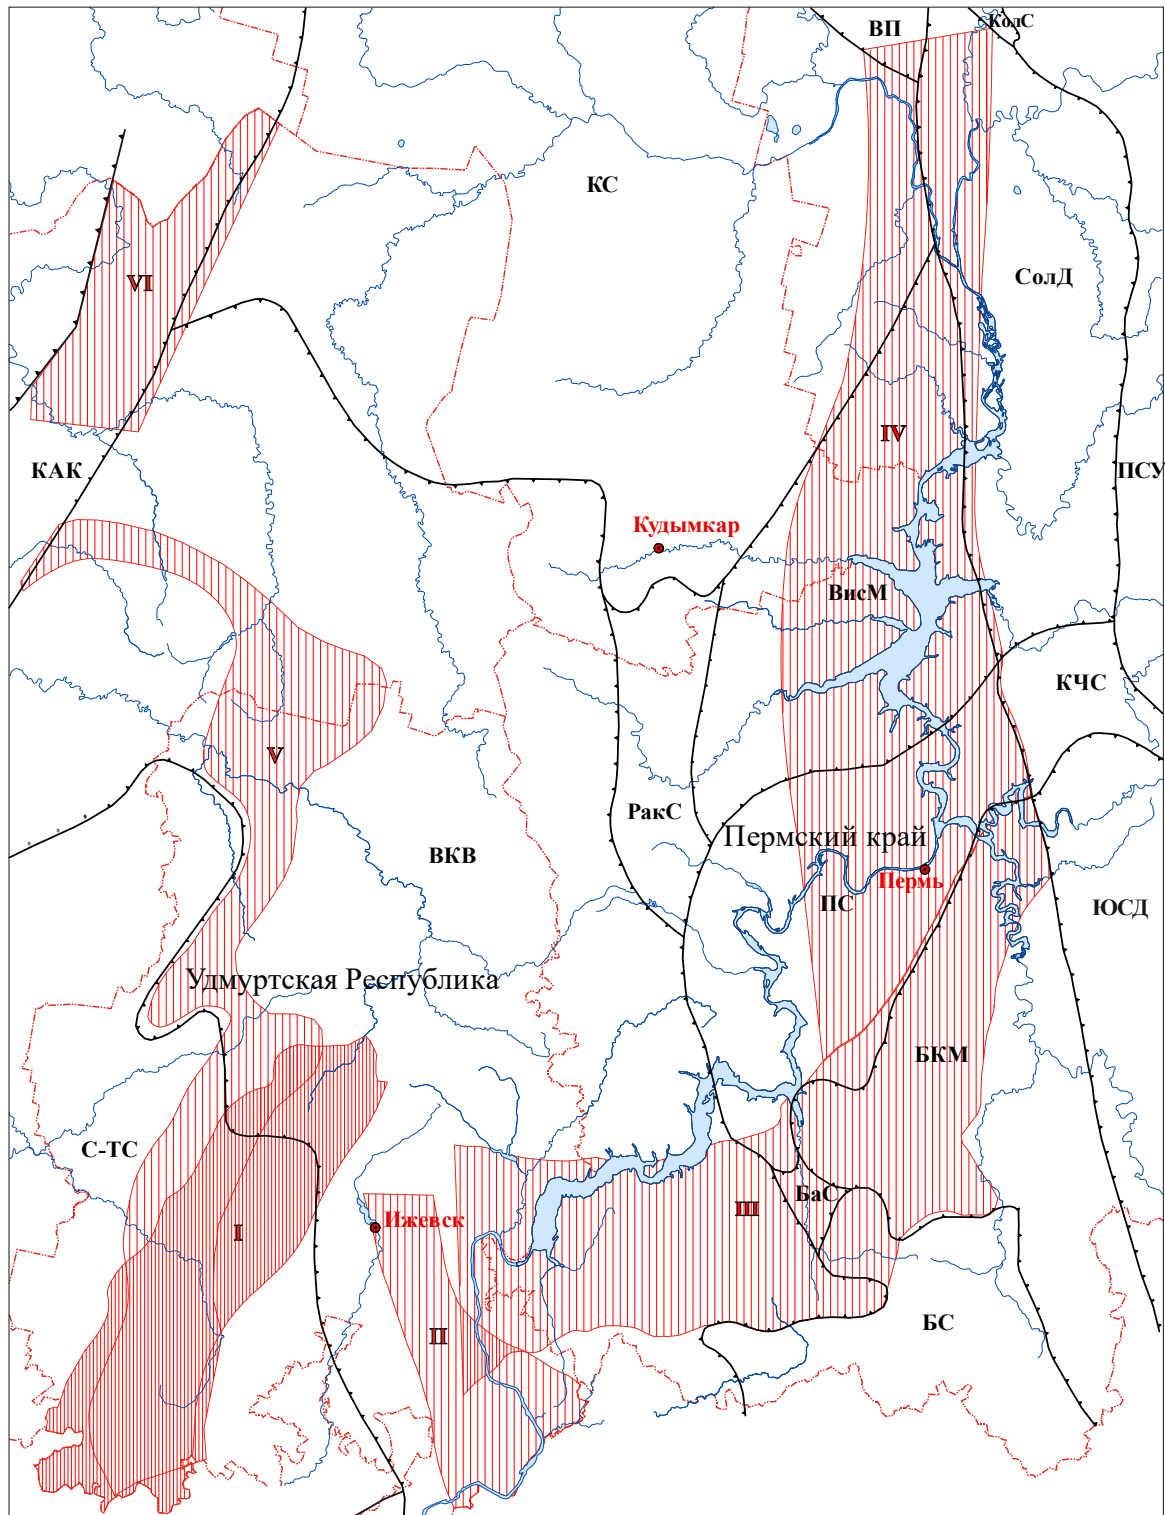 ВП
КолС
КС
СолД
VI
IV
КАК
ПСУ
Кудымкар
ВисМ
КЧС
V
РакС
Пермский край
ВКВ
Пермь
ПС
ЮСД
Удмуртская Республика
БКМ
С-ТС
БаС
III
Ижевск
I
БС
II